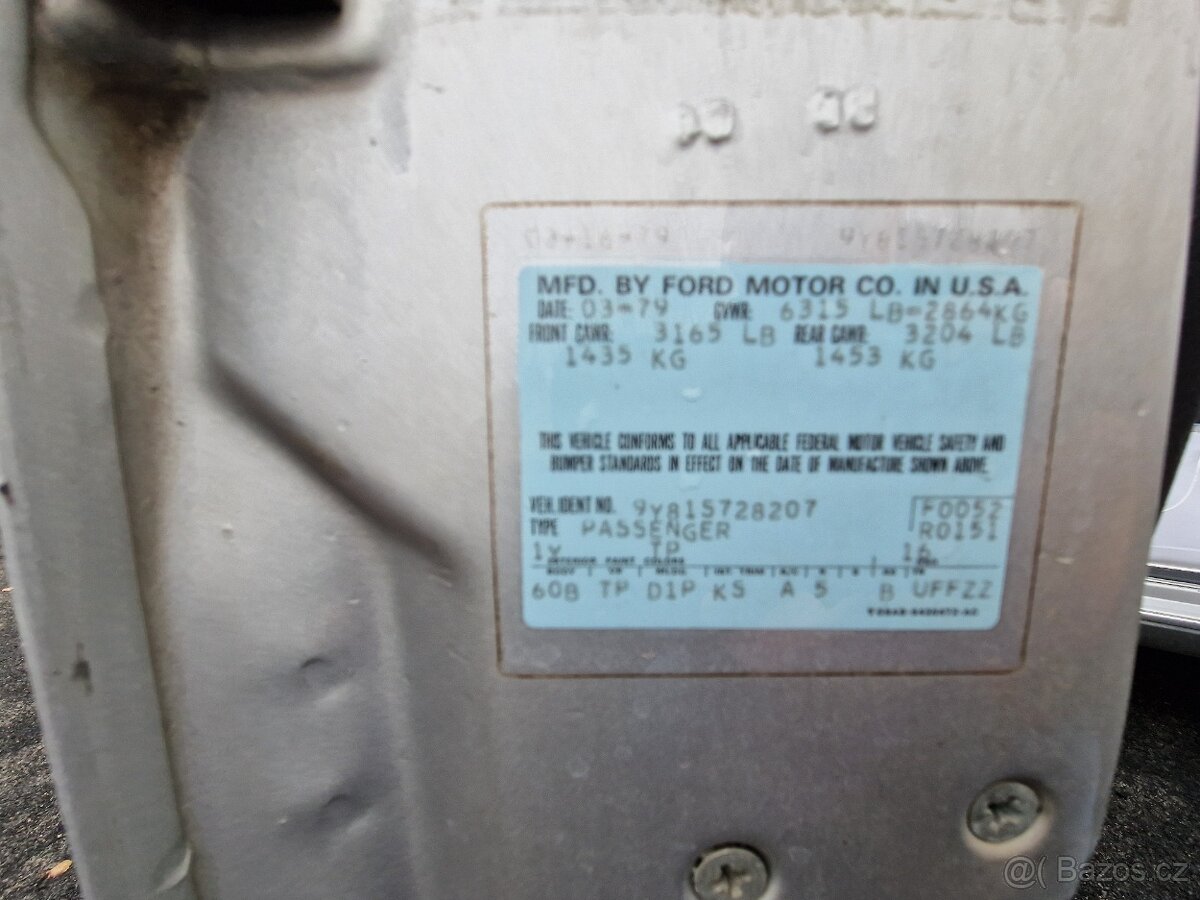 MFD. BY FORD MOTOR CO. IN U.S.A.
DATE: 03-79 GVWR: 6315 LB=2864KG
FRONT GAWR: 3165 LB REAR GAWR: 3204 LB
1435 KG 1453 KG
THIS VEHICLE CONFORMS TO ALL APPLICABLE FEDERAL MOTOR VEHICLE SAFETY AND
BUMPER STANDARDS IN EFFECT ON THE DATE OF MANUFACTURE SHOWN ABOVE.
VEH. IDENT NO. 9Y81S728207 F0052
TYPE PASSENGER R0151
1Y TP 16
EXTERIOR PAINT COLORS
60B TP D1P KS A 5 B UFFZZ
@( Bazos.cz